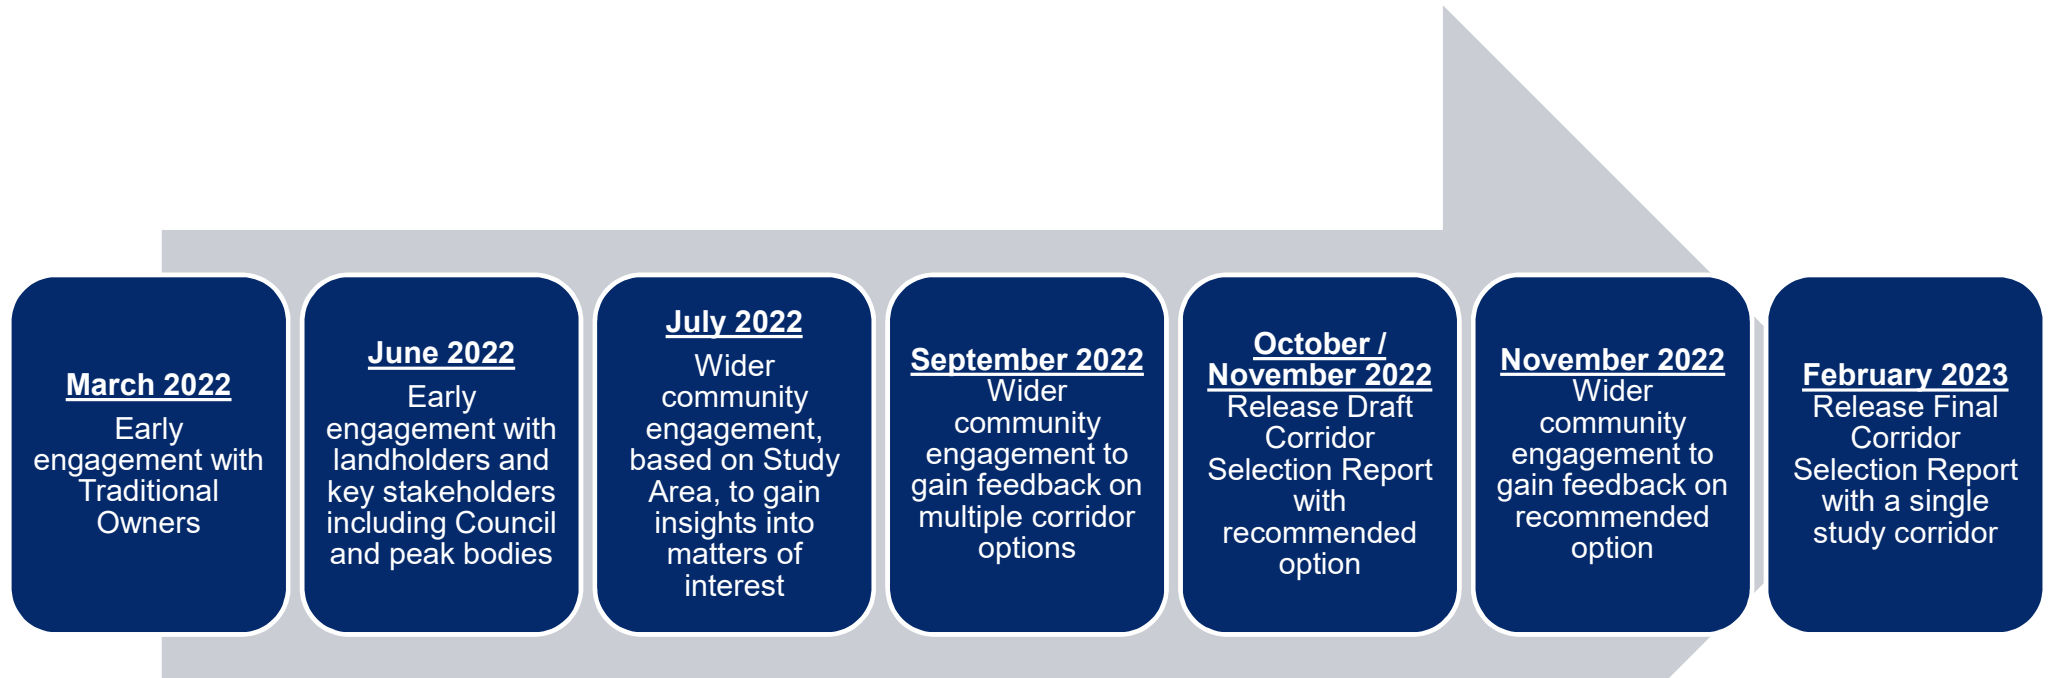 March 2022
Early
engagement with
Traditional
Owners
June 2022
Early
engagement with
landholders and
key stakeholders
including Council
and peak bodies
July 2022
Wider
community
engagement,
based on Study
Area, to gain
insights into
matters of
interest
September 2022
Wider
community
engagement to
gain feedback on
multiple corridor
options
October /
November 2022
Release Draft
Corridor
Selection Report
with
recommended
option
November 2022
Wider
community
engagement to
gain feedback on
recommended
option
February 2023
Release Final
Corridor
Selection Report
with a single
study corridor